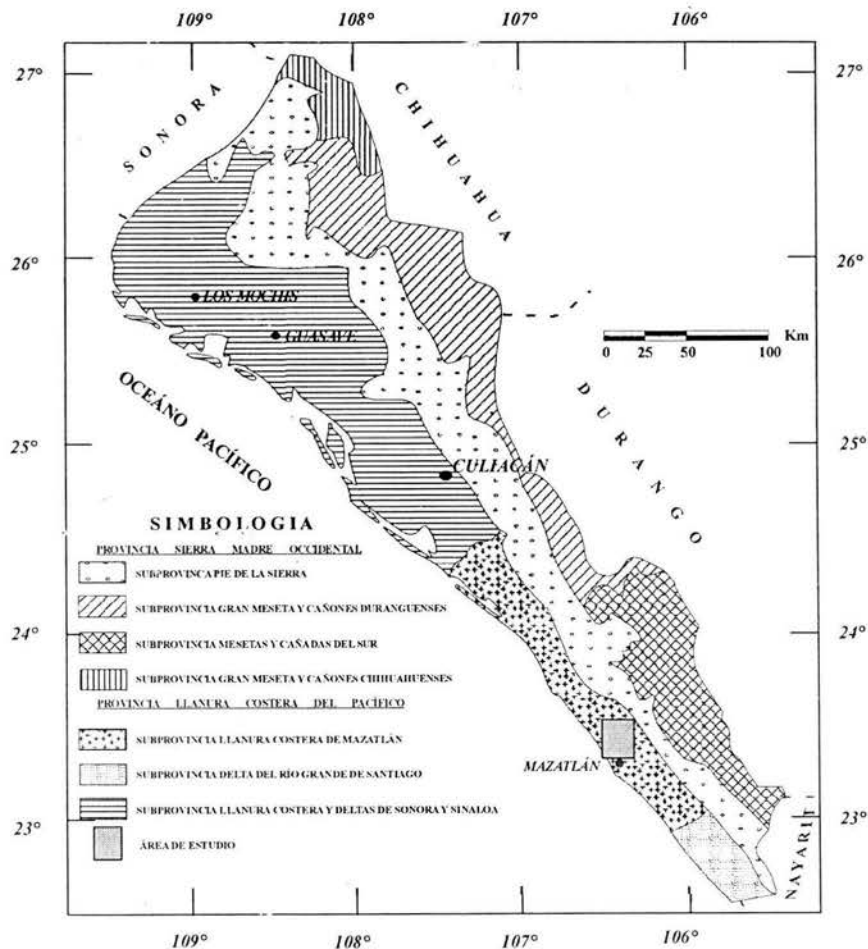 109°
108°
107°
106°
27°
27°
SONORA
CHIHUAHUA
26°
26°
LOS MOCHIS
GUASAVE
Km
0 25 50 100
OCEÁNO PACÍFICO
DURANGO
25°
25°
CULIACÁN
SIMBOLOGIA
PROVINCIA SIERRA MADRE OCCIDENTAL
SUBPROVINCA PIE DE LA SIERRA
SUBPROVINCIA GRAN MESETA Y CAÑONES DURANGUENSES
24°
24°
SUBPROVINCIA MESETAS Y CAÑADAS DEL SUR
SUBPROVINCIA GRAN MESETA Y CAÑONES CHIHUAHUENSES
PROVINCIA LLANURA COSTERA DEL PACÍFICO
SUBPROVINCIA LLANURA COSTERA DE MAZATLÁN
MAZATLÁN
SUBPROVINCIA DELTA DEL RÍO GRANDE DE SANTIAGO
SUBPROVINCIA LLANURA COSTERA Y DELTAS DE SONORA Y SINALOA
23°
23°
NAYARIT
ÁREA DE ESTUDIO
109°
108°
107°
106°